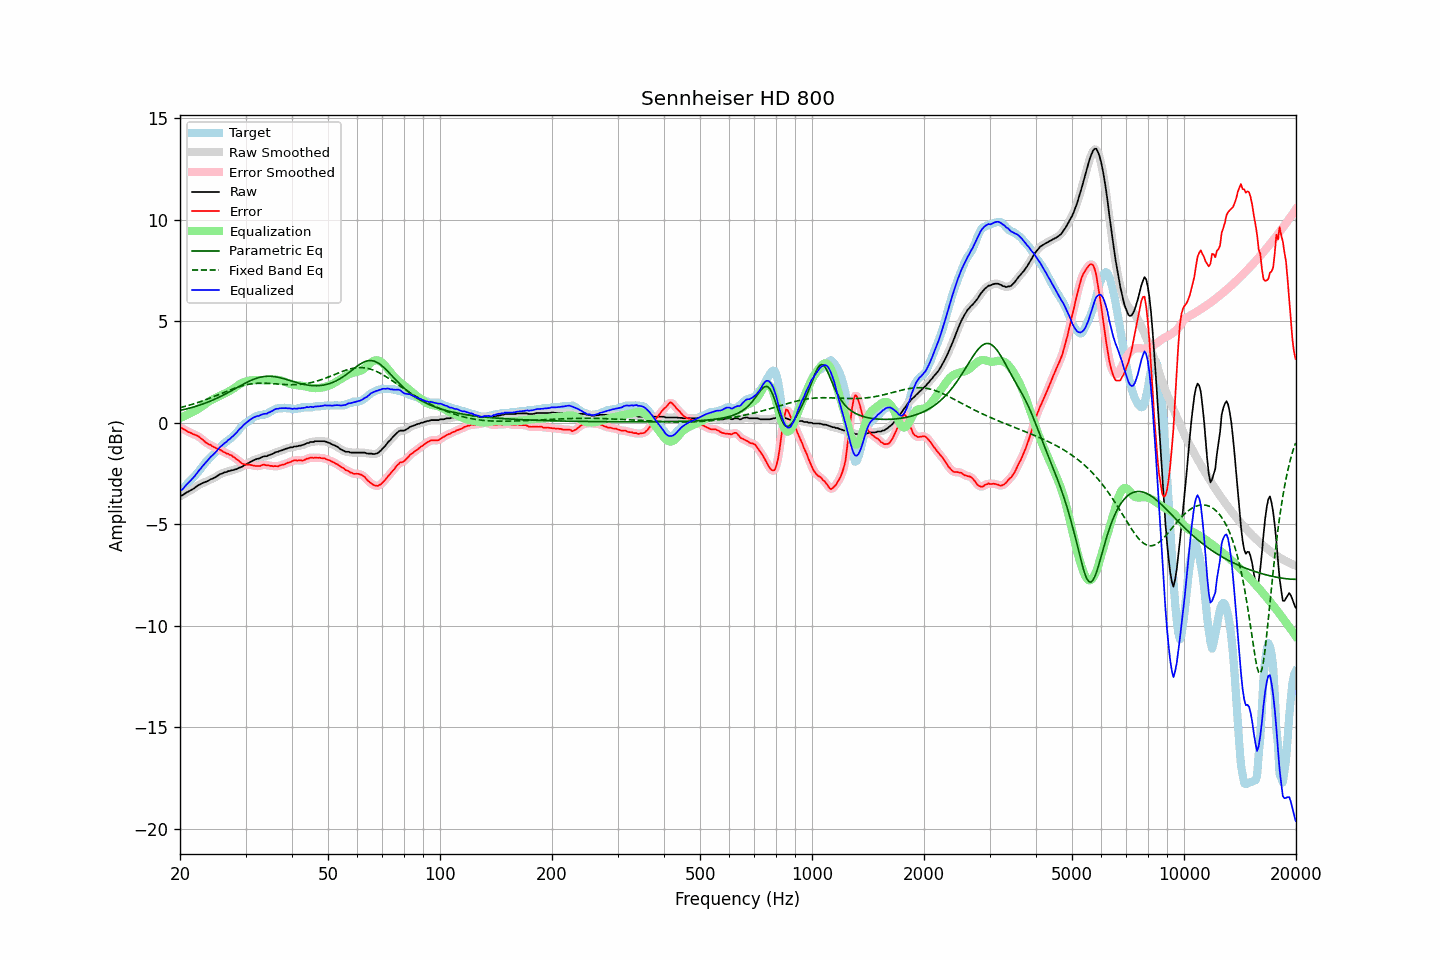 Sennheiser HD 800
15
10
5
0
−5
−10
−15
−20
Amplitude (dBr)
Target
Raw Smoothed
Error Smoothed
Raw
Error
Equalization
Parametric Eq
Fixed Band Eq
Equalized
20 50 100 200 500 1000 2000 5000 10000 20000
Frequency (Hz)